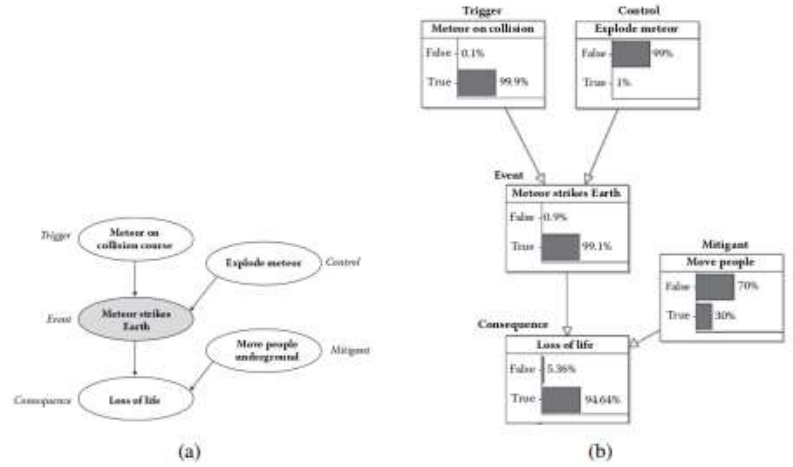 Trigger
Meteor on
collision course
Explode meteor
Control
Event
Meteor strikes
Earth
Move people
underground
Mitigant
Consequence
Loss of life
(a)
Trigger
Meteor on collision
False 0.1%
True 99.9%
Control
Explode meteor
False 99%
True 1%
Event
Meteor strikes Earth
False 0.9%
True 99.1%
Mitigant
Move people
False 70%
True 30%
Consequence
Loss of life
False 5.36%
True 94.64%
(b)